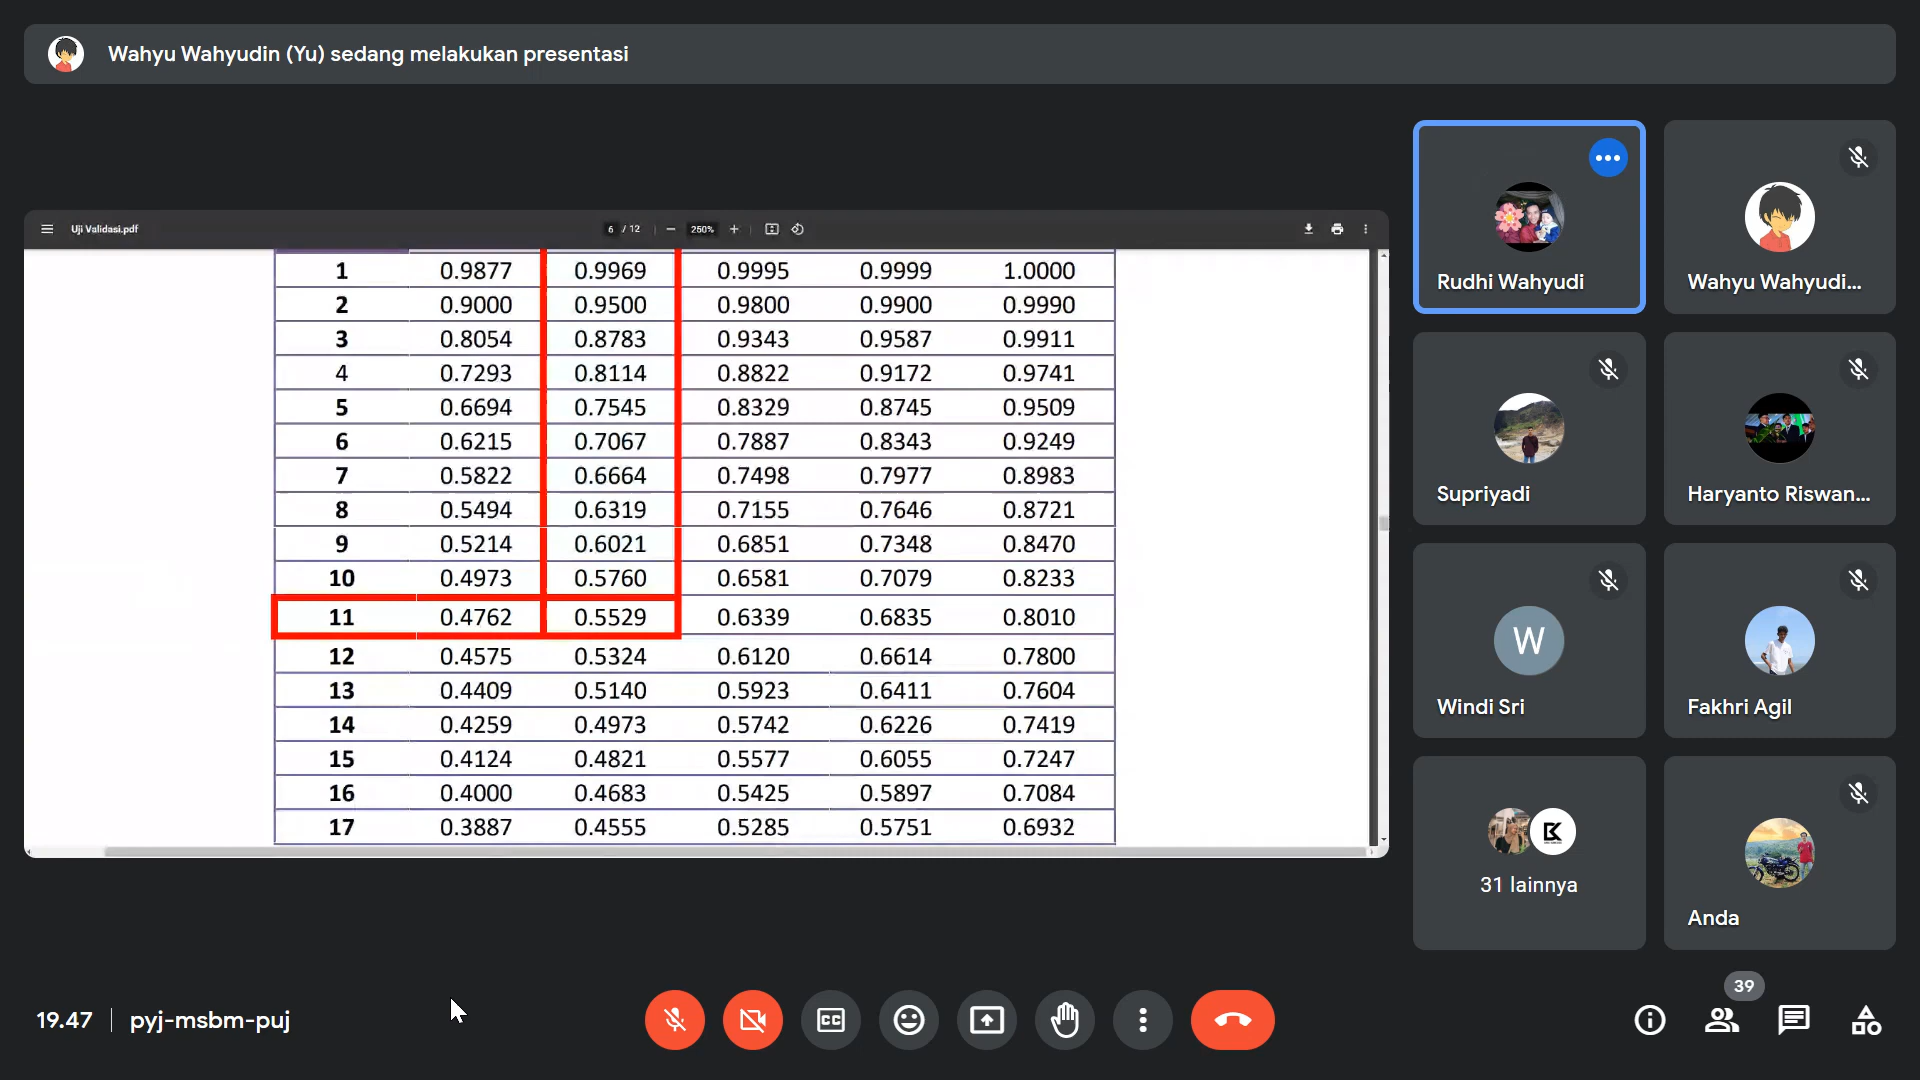 Wahyu Wahyudin (Yu) sedang melakukan presentasi
Uji Validasi.pdf
6 / 12
250%
1 0.9877 0.9969 0.9995 0.9999 1.0000
2 0.9000 0.9500 0.9800 0.9900 0.9990
3 0.8054 0.8783 0.9343 0.9587 0.9911
4 0.7293 0.8114 0.8822 0.9172 0.9741
5 0.6694 0.7545 0.8329 0.8745 0.9509
6 0.6215 0.7067 0.7887 0.8343 0.9249
7 0.5822 0.6664 0.7498 0.7977 0.8983
8 0.5494 0.6319 0.7155 0.7646 0.8721
9 0.5214 0.6021 0.6851 0.7348 0.8470
10 0.4973 0.5760 0.6581 0.7079 0.8233
11 0.4762 0.5529 0.6339 0.6835 0.8010
12 0.4575 0.5324 0.6120 0.6614 0.7800
13 0.4409 0.5140 0.5923 0.6411 0.7604
14 0.4259 0.4973 0.5742 0.6226 0.7419
15 0.4124 0.4821 0.5577 0.6055 0.7247
16 0.4000 0.4683 0.5425 0.5897 0.7084
17 0.3887 0.4555 0.5285 0.5751 0.6932
Rudhi Wahyudi
Wahyu Wahyudi...
Supriyadi
Haryanto Riswan...
W
Windi Sri
Fakhri Agil
31 lainnya
Anda
19.47
pyj-msbm-puj
CC
39